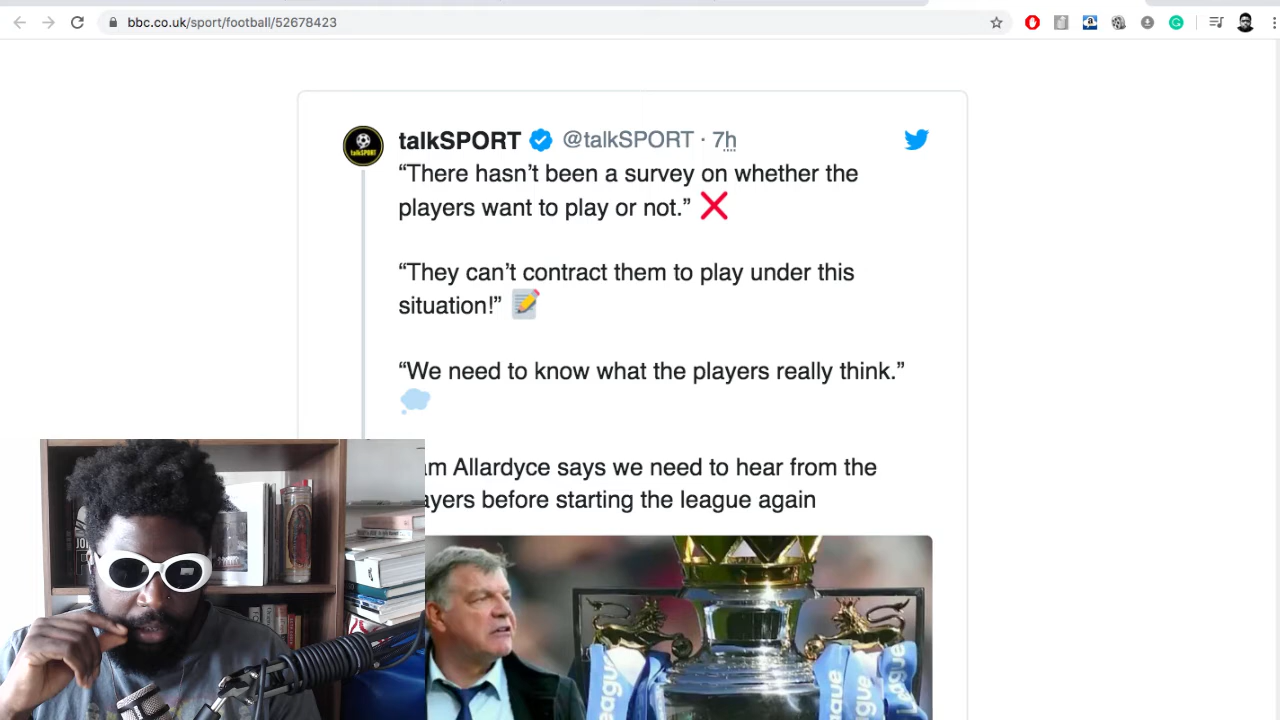 bbc.co.uk/sport/football/52678423
talkSPORT @talkSPORT · 7h
“There hasn’t been a survey on whether the
players want to play or not.” ❌
“They can’t contract them to play under this
situation!” 📝
“We need to know what the players really think.”
💭
am Allardyce says we need to hear from the
ayers before starting the league again